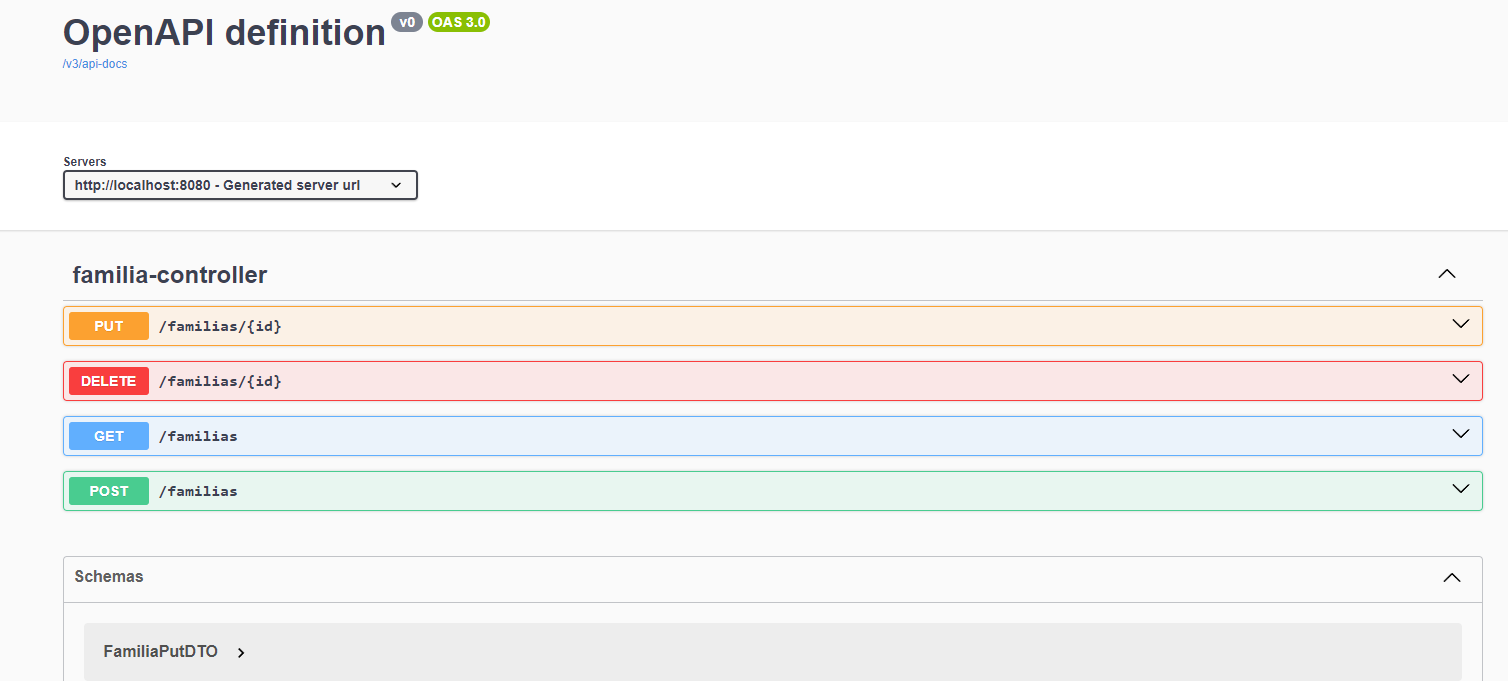 OpenAPI definition v0 OAS 3.0
/v3/api-docs
Servers
http://localhost:8080 - Generated server url
familia-controller
PUT /familias/{id}
DELETE /familias/{id}
GET /familias
POST /familias
Schemas
FamiliaPutDTO